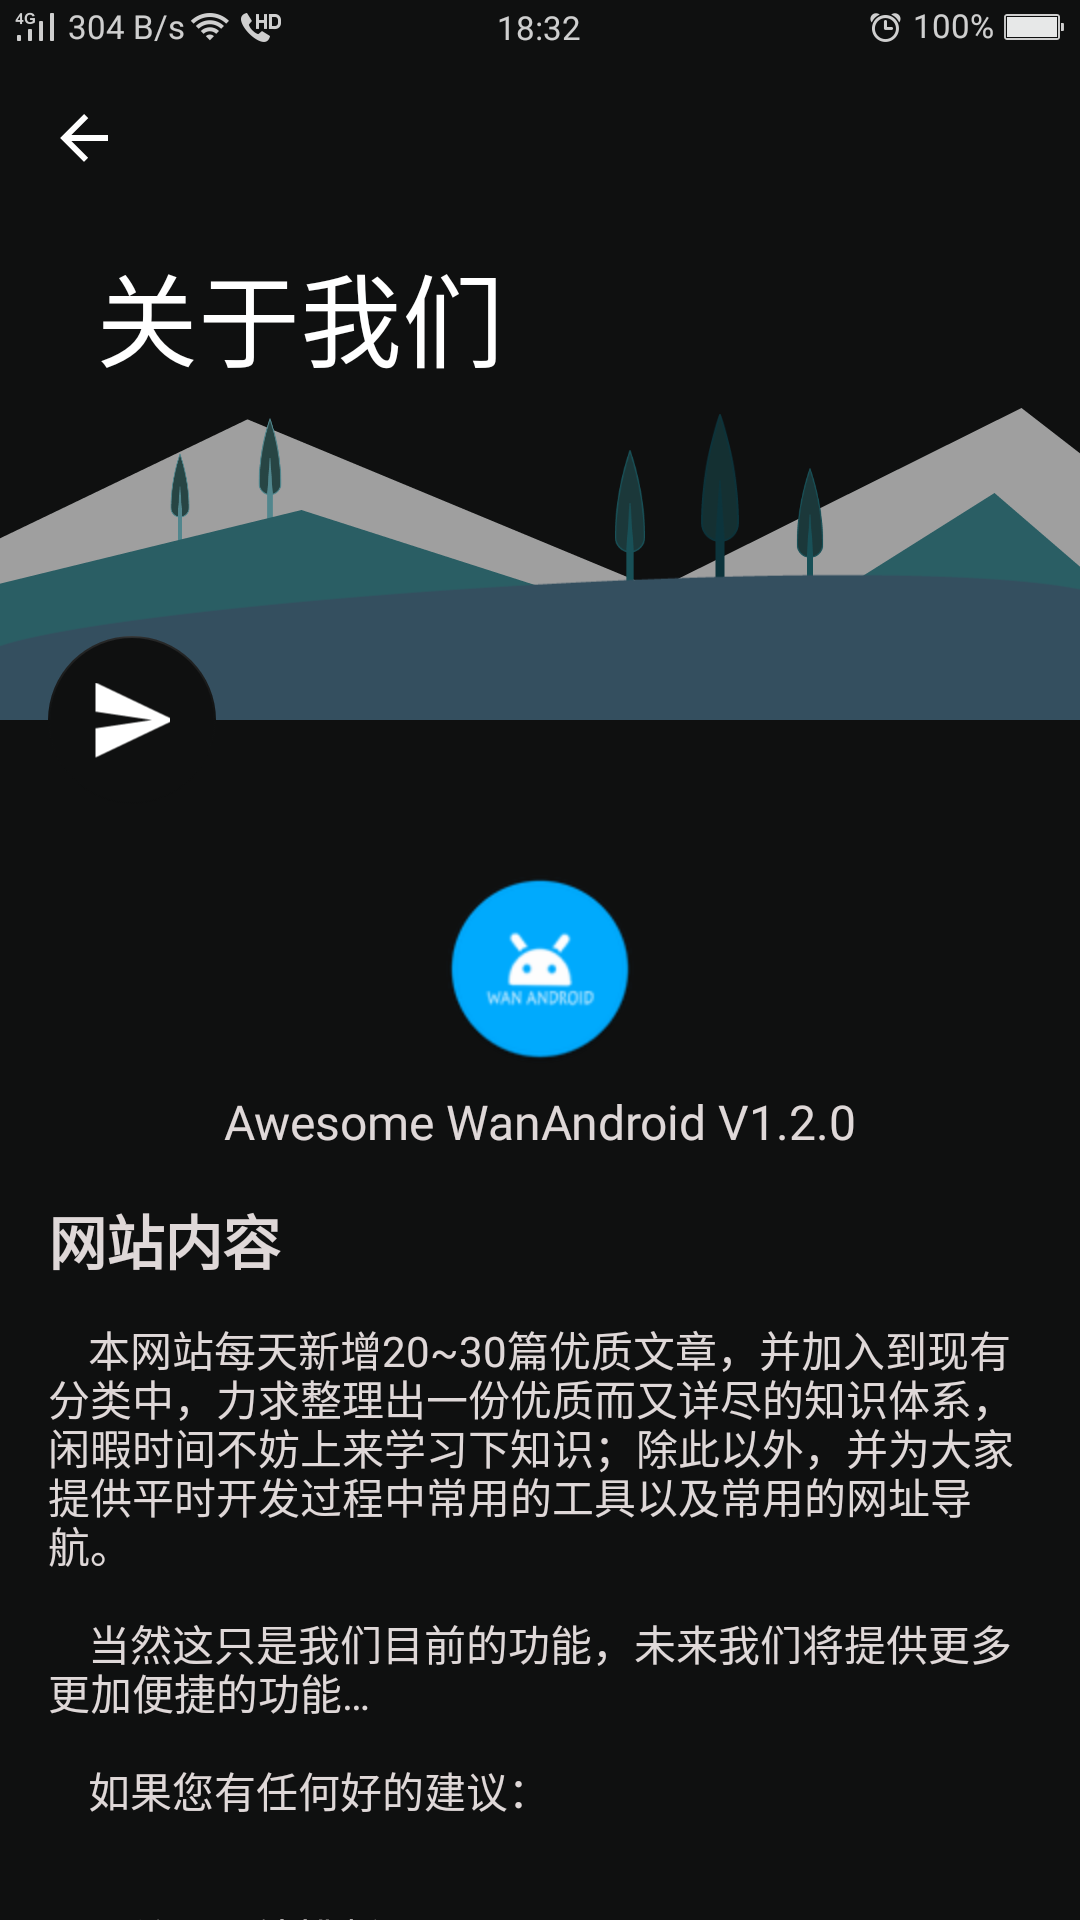 4G 304 B/s HD 18:32 100%
关于我们
WAN ANDROID
Awesome WanAndroid V1.2.0
网站内容
本网站每天新增20~30篇优质文章，并加入到现有
分类中，力求整理出一份优质而又详尽的知识体系，
闲暇时间不妨上来学习下知识；除此以外，并为大家
提供平时开发过程中常用的工具以及常用的网址导
航。
当然这只是我们目前的功能，未来我们将提供更多
更加便捷的功能...
如果您有任何好的建议：